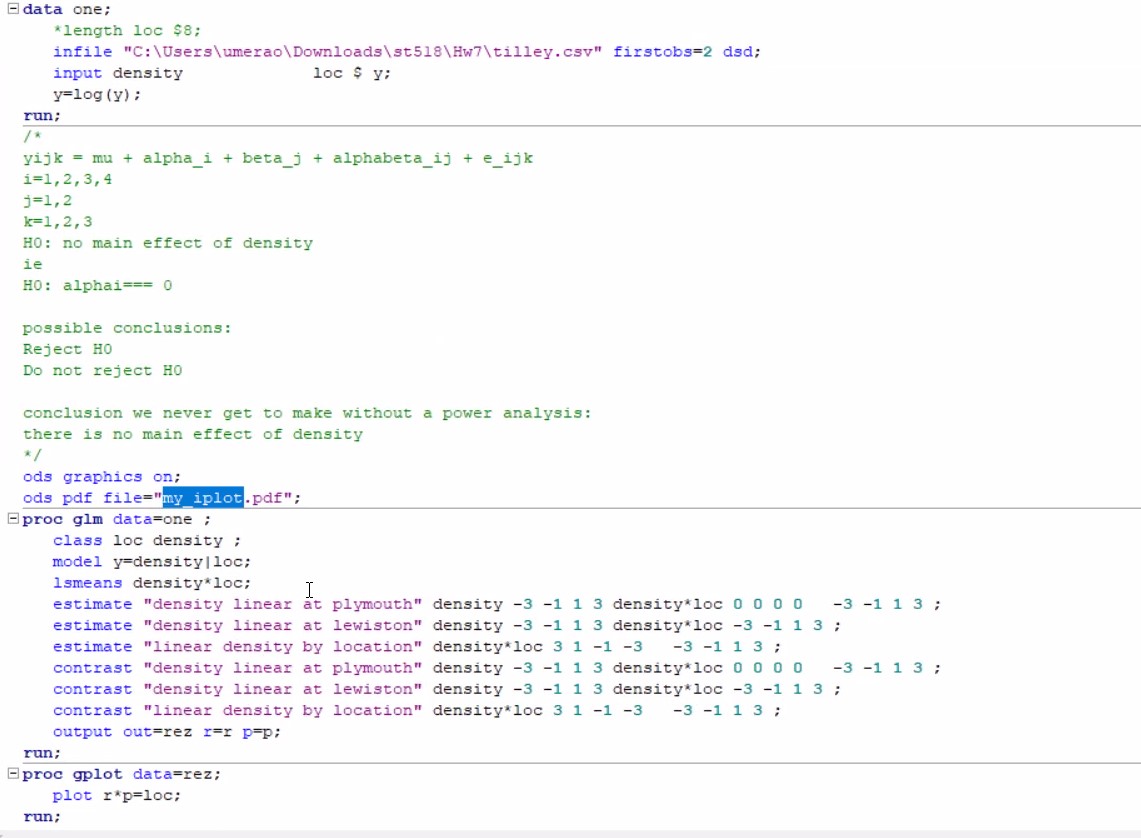 data one;
*length loc $8;
infile "C:\Users\umerao\Downloads\st518\Hw7\tilley.csv" firstobs=2 dsd;
input density loc $ y;
y=log(y);
run;
/*
yijk = mu + alpha_i + beta_j + alphabeta_ij + e_ijk
i=1,2,3,4
j=1,2
k=1,2,3
H0: no main effect of density
ie
H0: alphai=== 0
possible conclusions:
Reject H0
Do not reject H0
conclusion we never get to make without a power analysis:
there is no main effect of density
*/
ods graphics on;
ods pdf file="my_iplot.pdf";
proc glm data=one ;
class loc density ;
model y=density|loc;
lsmeans density*loc;
estimate "density linear at plymouth" density -3 -1 1 3 density*loc 0 0 0 0 -3 -1 1 3 ;
estimate "density linear at lewiston" density -3 -1 1 3 density*loc -3 -1 1 3 ;
estimate "linear density by location" density*loc 3 1 -1 -3 -3 -1 1 3 ;
contrast "density linear at plymouth" density -3 -1 1 3 density*loc 0 0 0 0 -3 -1 1 3 ;
contrast "density linear at lewiston" density -3 -1 1 3 density*loc -3 -1 1 3 ;
contrast "linear density by location" density*loc 3 1 -1 -3 -3 -1 1 3 ;
output out=rez r=r p=p;
run;
proc gplot data=rez;
plot r*p=loc;
run;